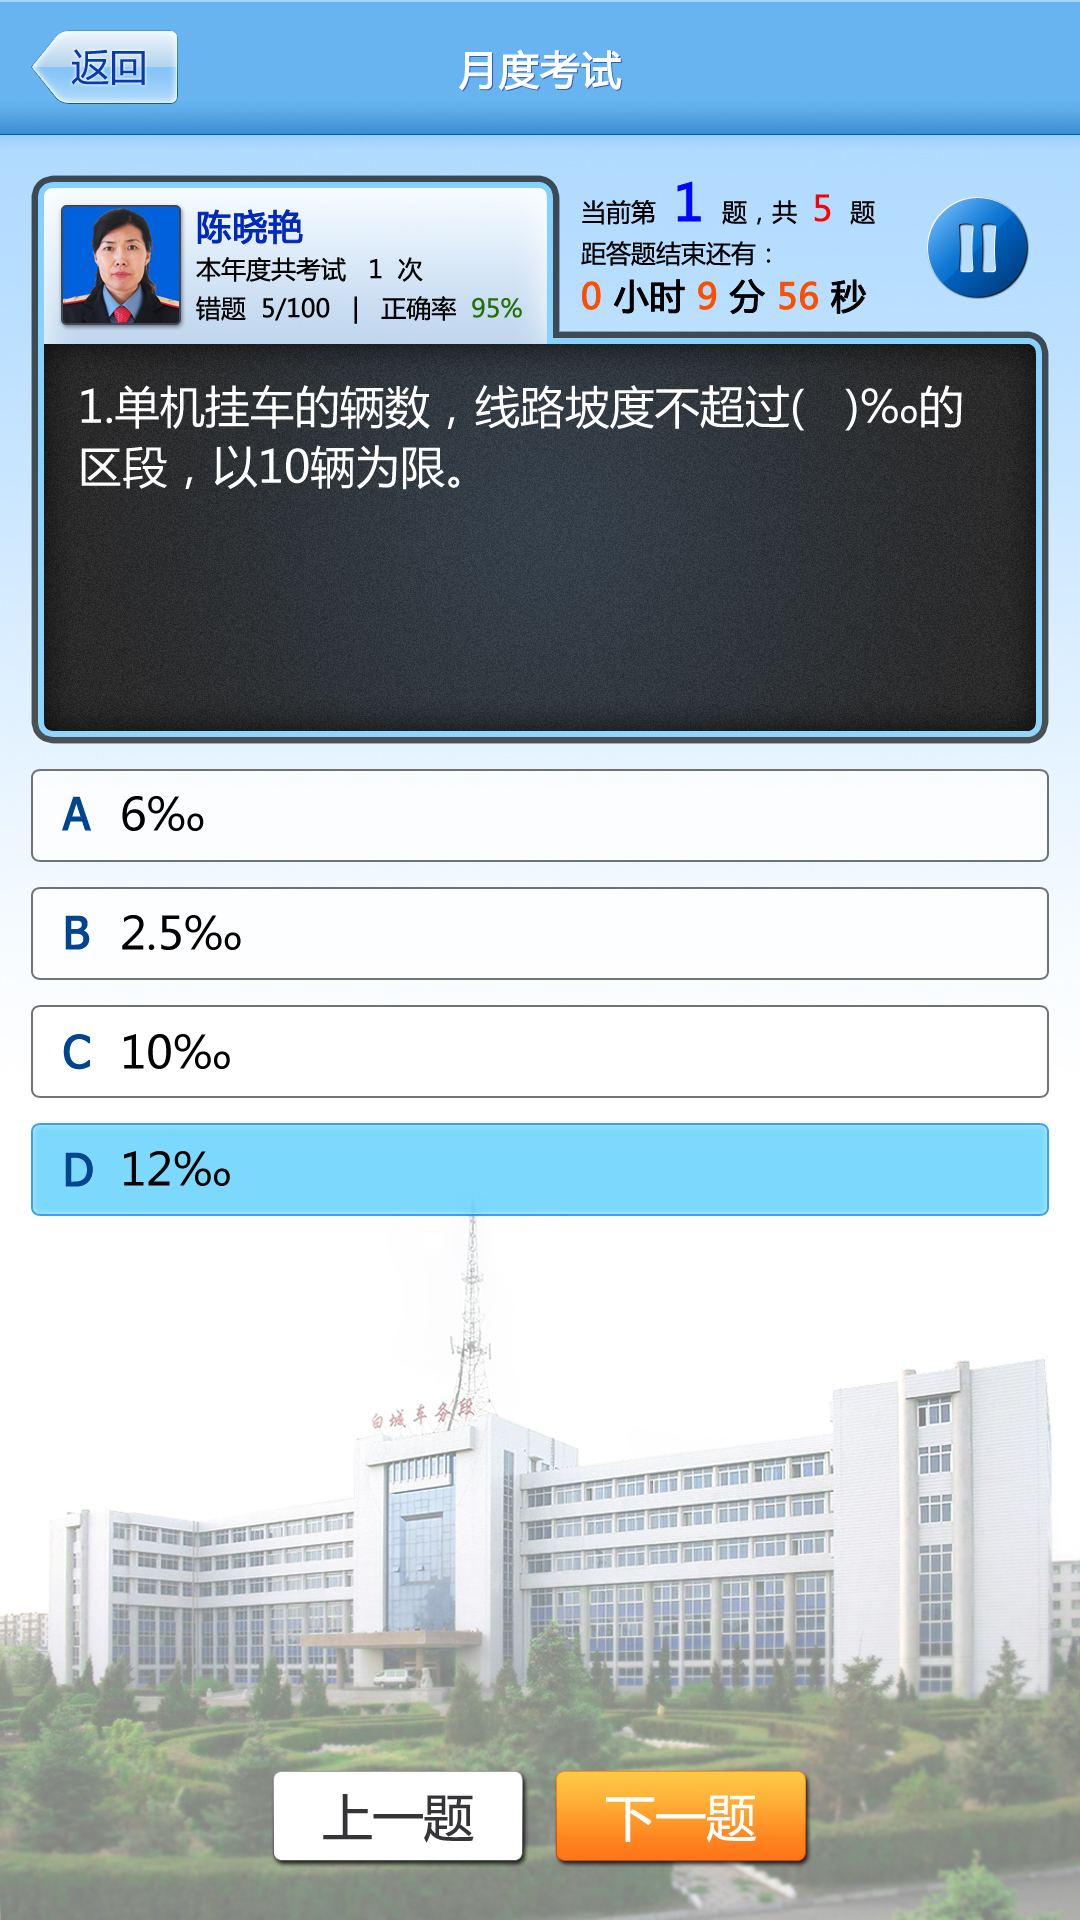 返回
月度考试
陈晓艳
本年度共考试 1 次
错题 5/100 | 正确率 95%
当前第 1 题，共 5 题
距答题结束还有：
0 小时 9 分 56 秒
1.单机挂车的辆数，线路坡度不超过( )‰的
区段，以10辆为限。
A 6‰
B 2.5‰
C 10‰
D 12‰
白城车务段
上一题
下一题